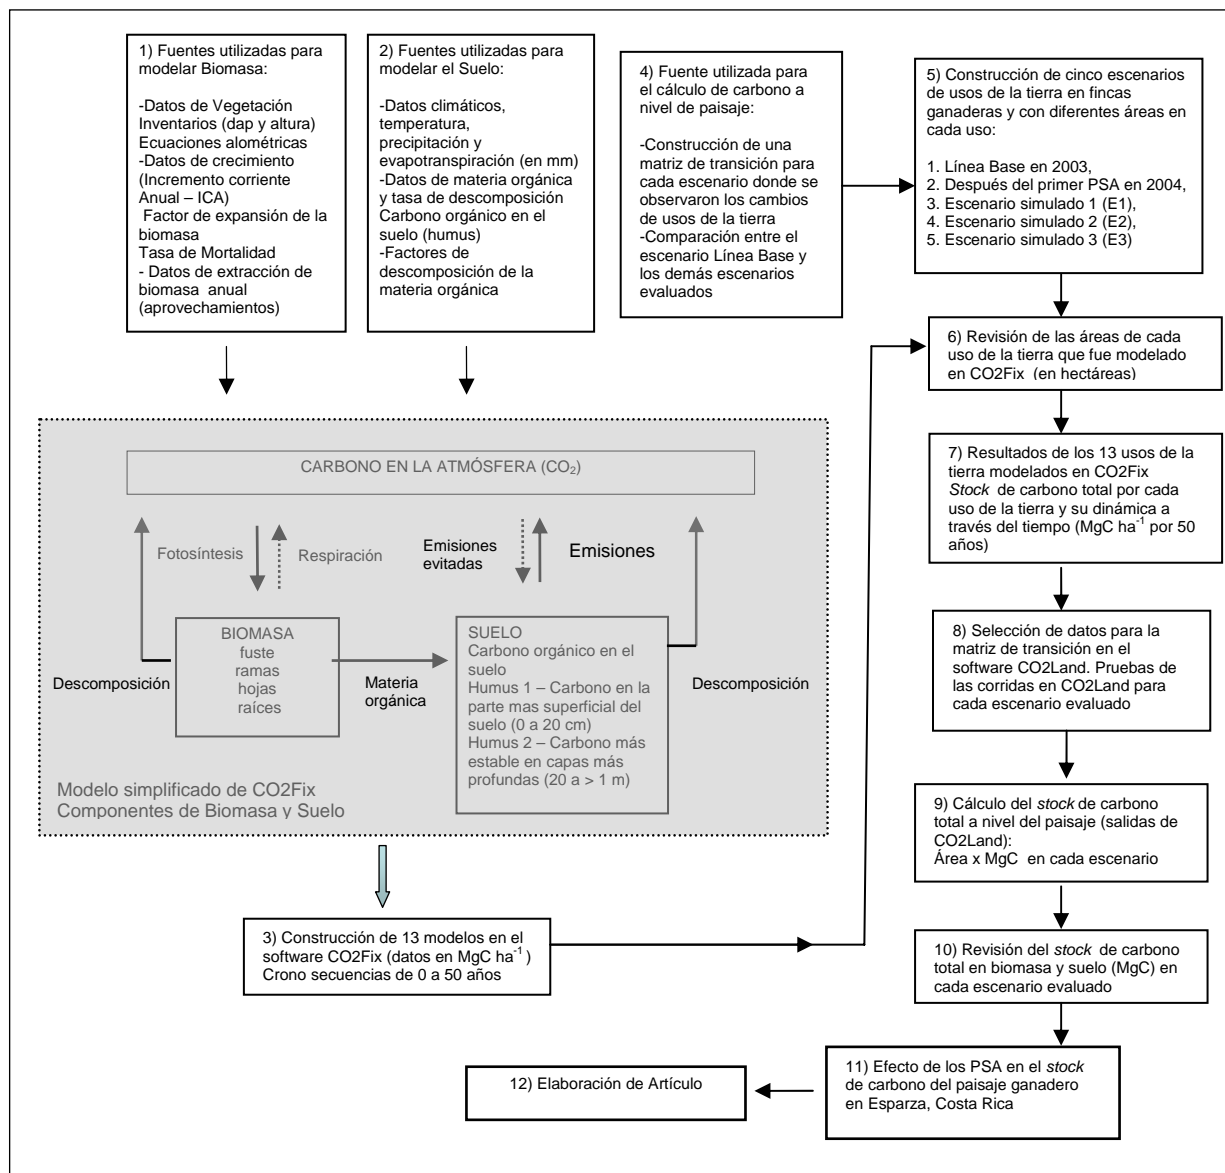 1) Fuentes utilizadas para
modelar Biomasa:
-Datos de Vegetación
Inventarios (dap y altura)
Ecuaciones alométricas
-Datos de crecimiento
(Incremento corriente
Anual – ICA)
Factor de expansión de la
biomasa
Tasa de Mortalidad
- Datos de extracción de
biomasa anual
(aprovechamientos)
2) Fuentes utilizadas para
modelar el Suelo:
-Datos climáticos,
temperatura,
precipitación y
evapotranspiración (en mm)
-Datos de materia orgánica
y tasa de descomposición
Carbono orgánico en el
suelo (humus)
-Factores de
descomposición de la
materia orgánica
4) Fuente utilizada para
el cálculo de carbono a
nivel de paisaje:
-Construcción de una
matriz de transición para
cada escenario donde se
observaron los cambios
de usos de la tierra
-Comparación entre el
escenario Línea Base y
los demás escenarios
evaluados
5) Construcción de cinco escenarios
de usos de la tierra en fincas
ganaderas y con diferentes áreas en
cada uso:
1. Línea Base en 2003,
2. Después del primer PSA en 2004,
3. Escenario simulado 1 (E1),
4. Escenario simulado 2 (E2),
5. Escenario simulado 3 (E3)
6) Revisión de las áreas de cada
uso de la tierra que fue modelado
en CO2Fix (en hectáreas)
7) Resultados de los 13 usos de la
tierra modelados en CO2Fix
Stock de carbono total por cada
uso de la tierra y su dinámica a
través del tiempo (MgC ha⁻¹ por 50
años)
8) Selección de datos para la
matriz de transición en el
software CO2Land. Pruebas de
las corridas en CO2Land para
cada escenario evaluado
9) Cálculo del stock de carbono
total a nivel del paisaje (salidas de
CO2Land):
Área x MgC en cada escenario
10) Revisión del stock de carbono
total en biomasa y suelo (MgC) en
cada escenario evaluado
11) Efecto de los PSA en el stock
de carbono del paisaje ganadero
en Esparza, Costa Rica
12) Elaboración de Artículo
CARBONO EN LA ATMÓSFERA (CO₂)
Fotosíntesis
Respiración
Emisiones
evitadas
Emisiones
BIOMASA
fuste
ramas
hojas
raíces
Descomposición
Materia
orgánica
SUELO
Carbono orgánico en el
suelo
Humus 1 – Carbono en la
parte mas superficial del
suelo (0 a 20 cm)
Humus 2 – Carbono más
estable en capas más
profundas (20 a > 1 m)
Descomposición
Modelo simplificado de CO2Fix
Componentes de Biomasa y Suelo
3) Construcción de 13 modelos en el
software CO2Fix (datos en MgC ha⁻¹ )
Crono secuencias de 0 a 50 años